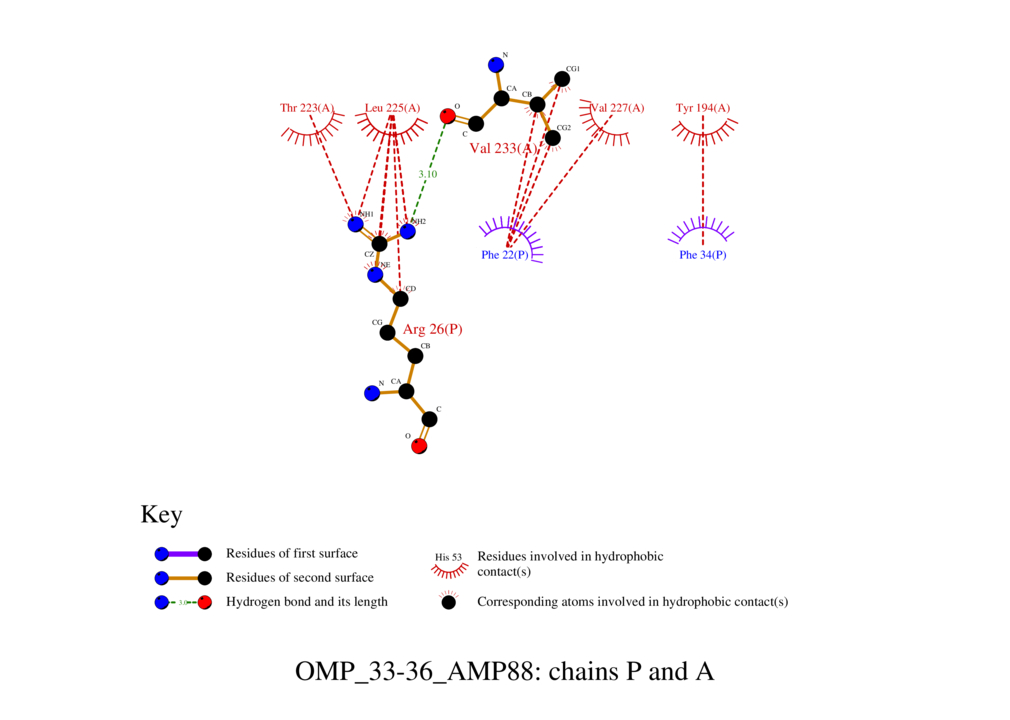 N
CG1
CA
CB
Thr 223(A)
Leu 225(A)
O
Val 227(A)
Tyr 194(A)
C
CG2
Val 233(A)
3.10
NH1
NH2
CZ
NE
Phe 22(P)
Phe 34(P)
CD
CG
Arg 26(P)
CB
N
CA
C
O
Key
Residues of first surface
Residues of second surface
3.0
Hydrogen bond and its length
His 53
Residues involved in hydrophobic
contact(s)
Corresponding atoms involved in hydrophobic contact(s)
OMP_33-36_AMP88: chains P and A